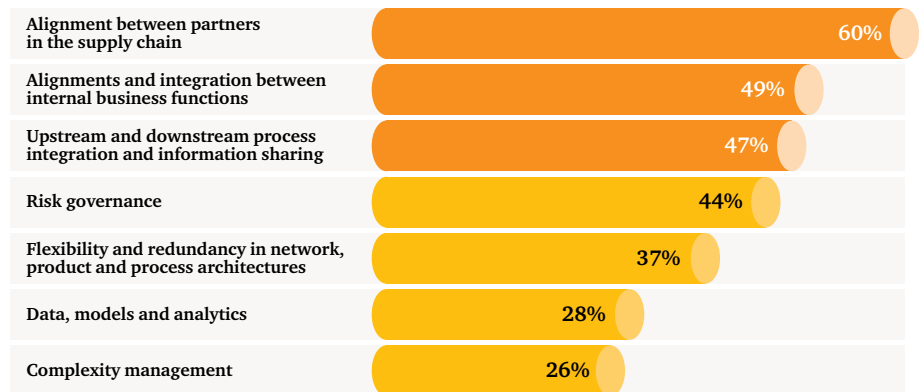 Alignment between partners
in the supply chain
60%
Alignments and integration between
internal business functions
49%
Upstream and downstream process
integration and information sharing
47%
Risk governance
44%
Flexibility and redundancy in network,
product and process architectures
37%
Data, models and analytics
28%
Complexity management
26%